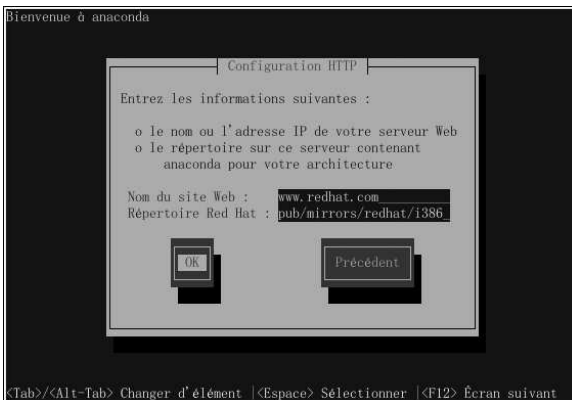 Bienvenue à anaconda
Configuration HTTP
Entrez les informations suivantes :
o le nom ou l'adresse IP de votre serveur Web
o le répertoire sur ce serveur contenant
anaconda pour votre architecture
Nom du site Web : www.redhat.com
Répertoire Red Hat : pub/mirrors/redhat/i386_
OK Précédent
<Tab>/<Alt-Tab> Changer d'élément |<Espace> Sélectionner |<F12> Écran suivant